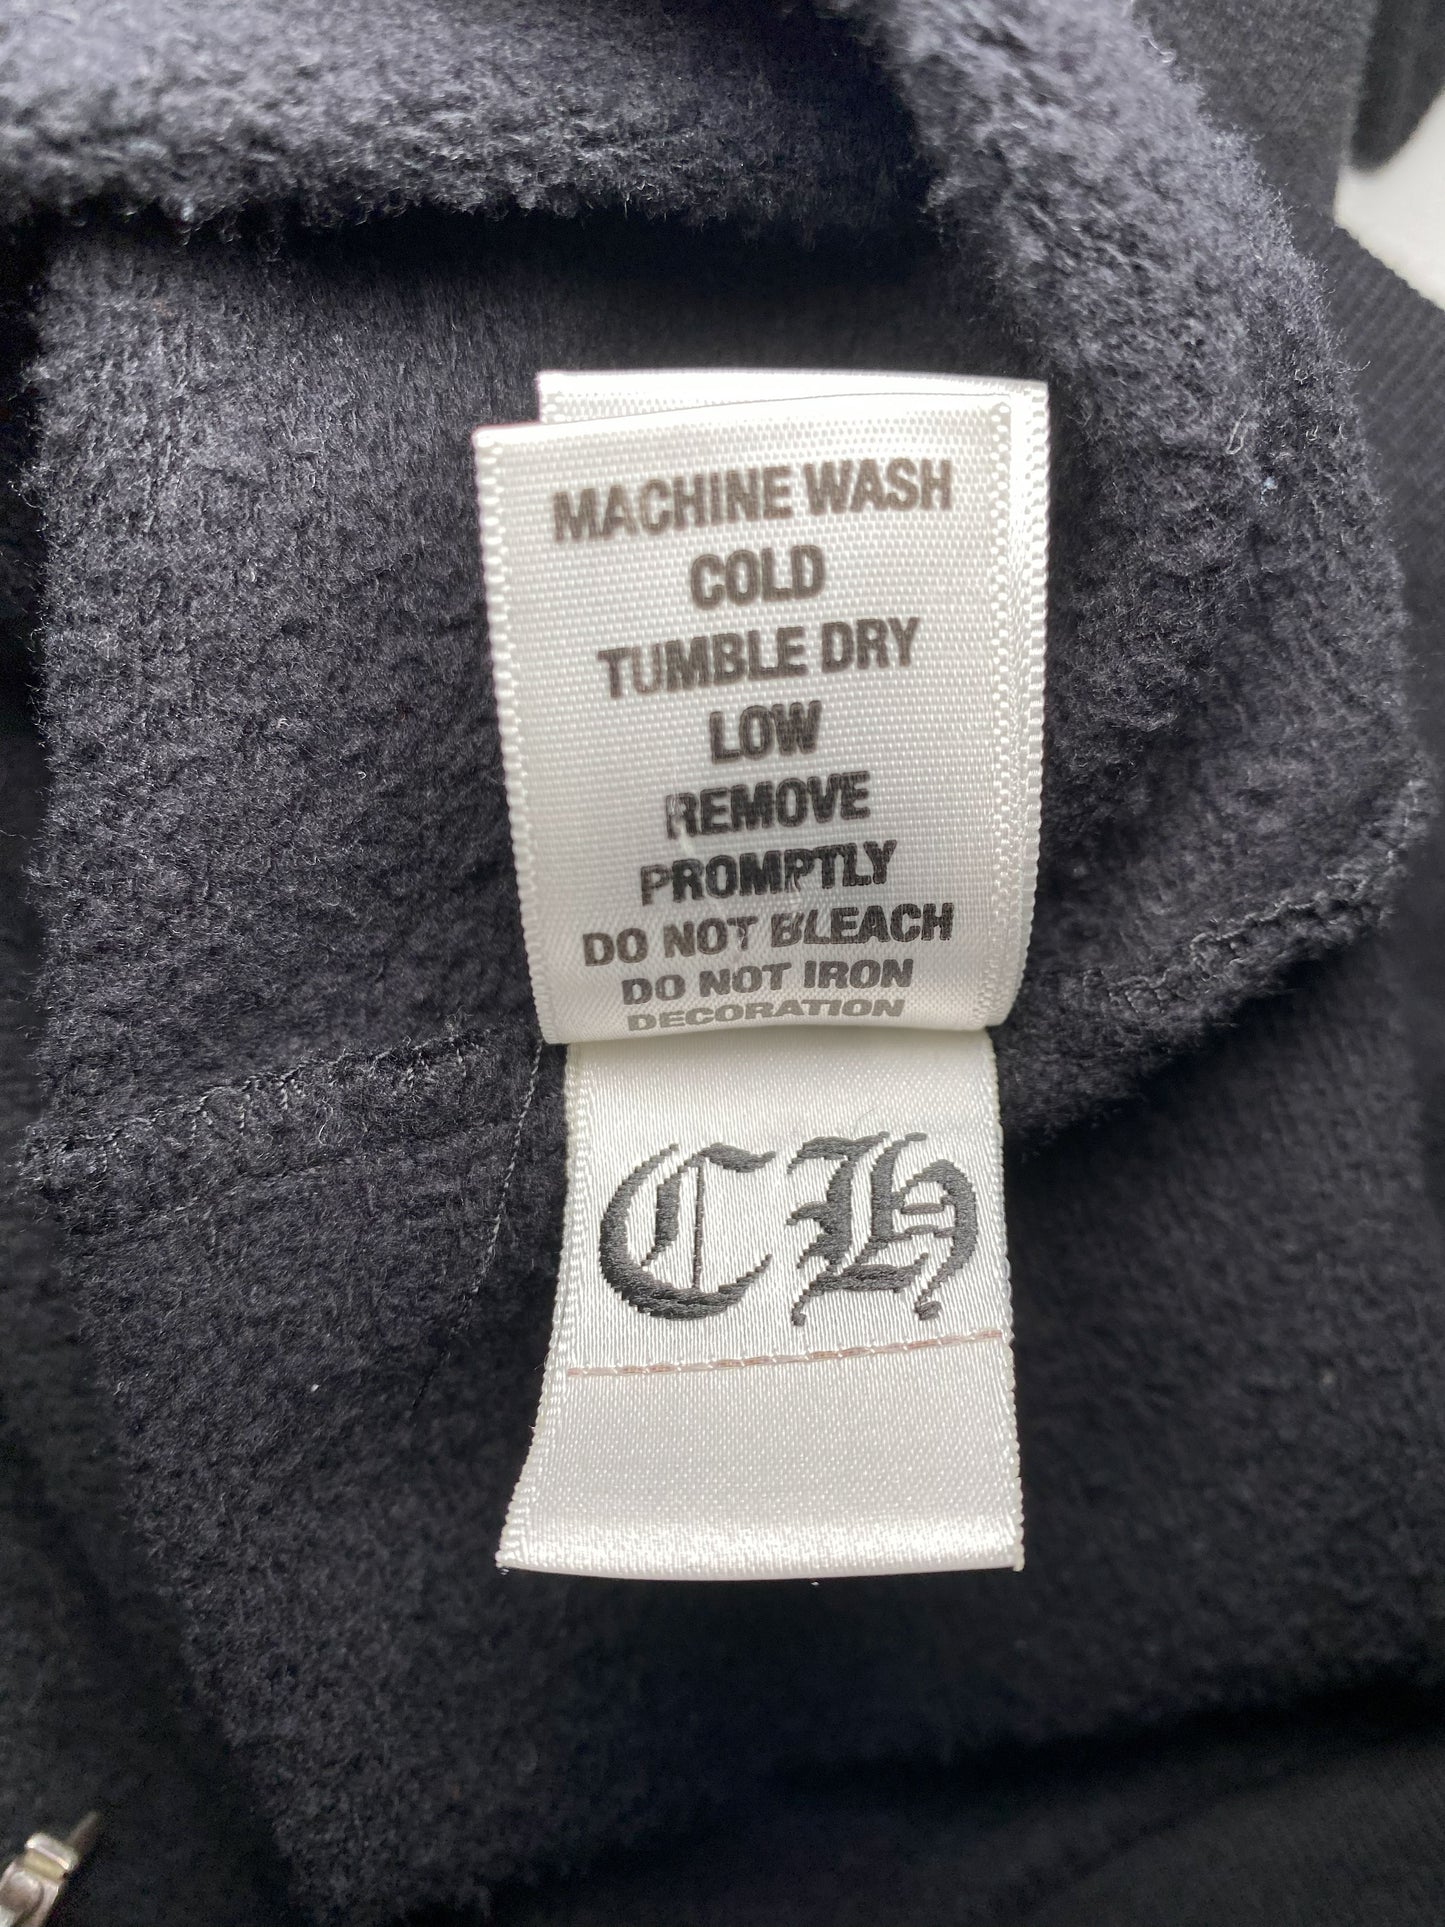 MACHINE WASH
COLD
TUMBLE DRY
LOW
REMOVE
PROMPTLY
DO NOT BLEACH
DO NOT IRON
DECORATION
CH